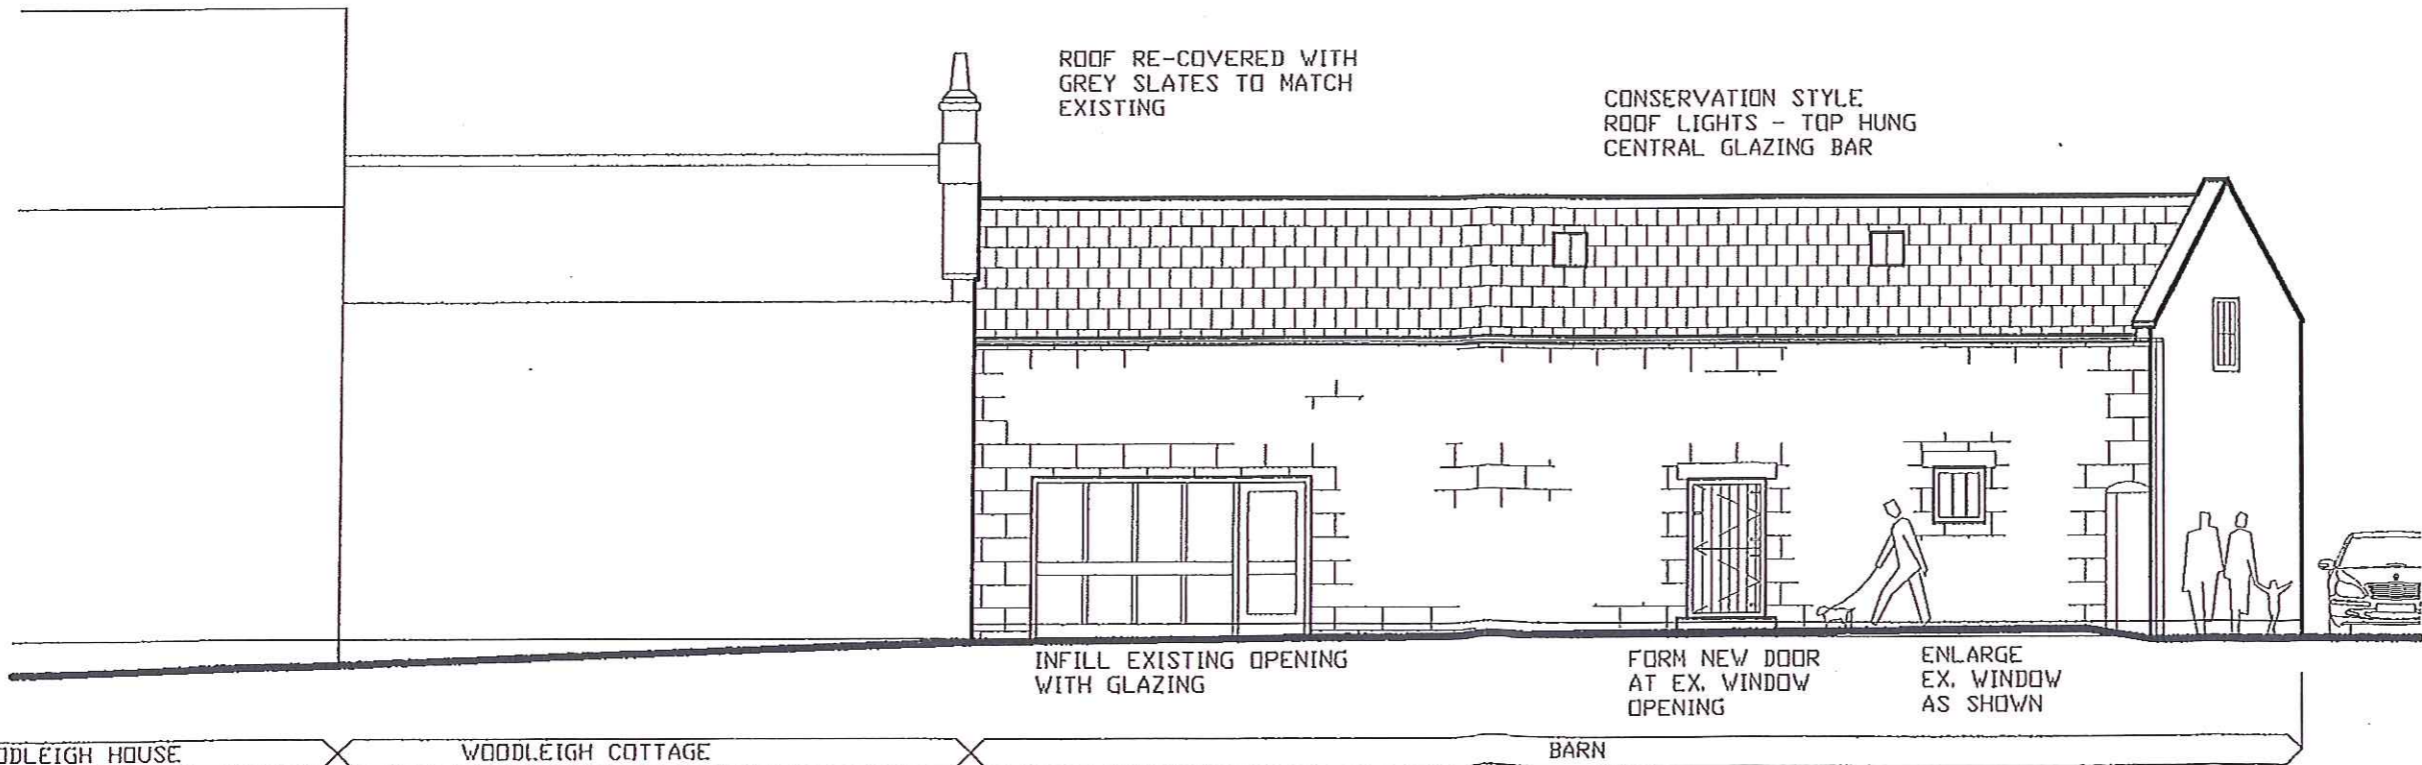 ROOF RE-COVERED WITH
GREY SLATES TO MATCH
EXISTING
CONSERVATION STYLE
ROOF LIGHTS - TOP HUNG
CENTRAL GLAZING BAR
INFILL EXISTING OPENING
WITH GLAZING
FORM NEW DOOR
AT EX. WINDOW
OPENING
ENLARGE
EX. WINDOW
AS SHOWN
ODLEIGH HOUSE
WOODLEIGH COTTAGE
BARN